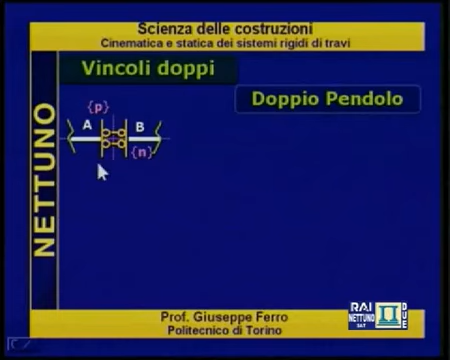 Scienza delle costruzioni
Cinematica e statica dei sistemi rigidi di travi
Vincoli doppi
Doppio Pendolo
{p}
A B
{n}
NETTUNO
RAI
NETTUNO
SAT
DUE
Prof. Giuseppe Ferro
Politecnico di Torino